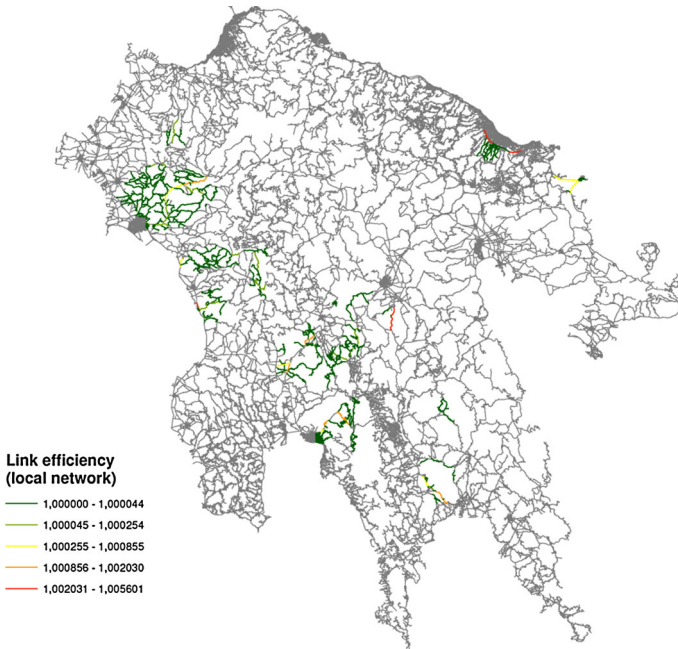 Link efficiency
(local network)
1,000000 - 1,000044
1,000045 - 1,000254
1,000255 - 1,000855
1,000856 - 1,002030
1,002031 - 1,005601